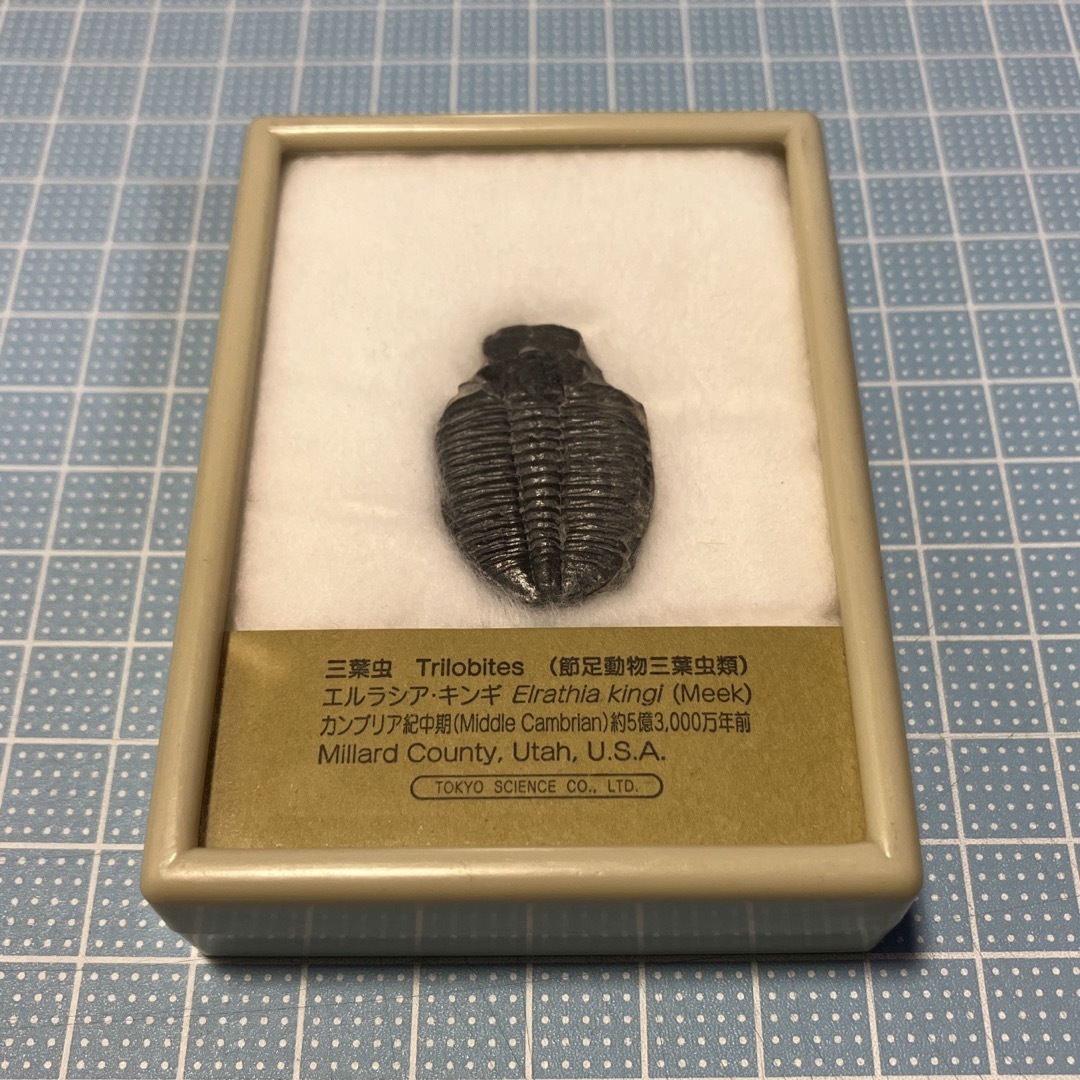 三葉虫 Trilobites （節足動物三葉虫類）
エルラシア・キンギ Elrathia kingi (Meek)
カンブリア紀中期(Middle Cambrian)約5億3,000万年前
Millard County, Utah, U.S.A.
TOKYO SCIENCE CO., LTD.